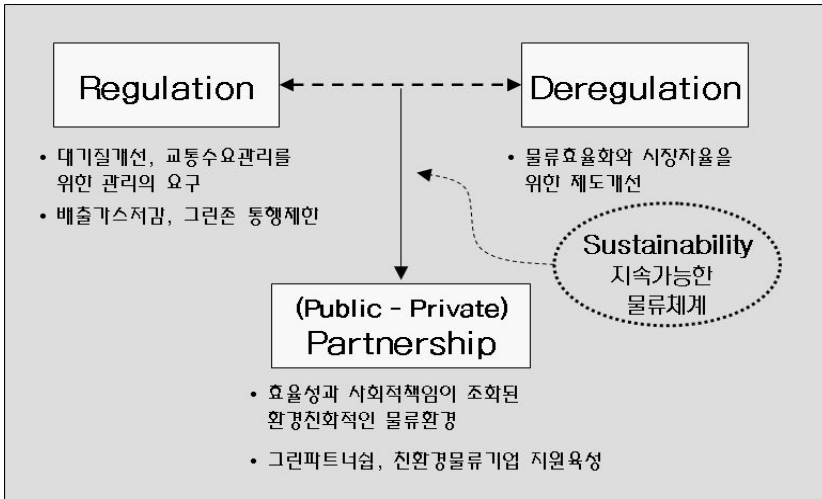 Regulation
Deregulation
• 대기질개선, 교통수요관리를
위한 관리의 요구
• 배출가스저감, 그린존 통행제한
• 물류효율화와 시장자율을
위한 제도개선
Sustainability
지속가능한
물류체계
(Public - Private)
Partnership
• 효율성과 사회적책임이 조화된
환경친화적인 물류환경
• 그린파트너쉽, 친환경물류기업 지원육성